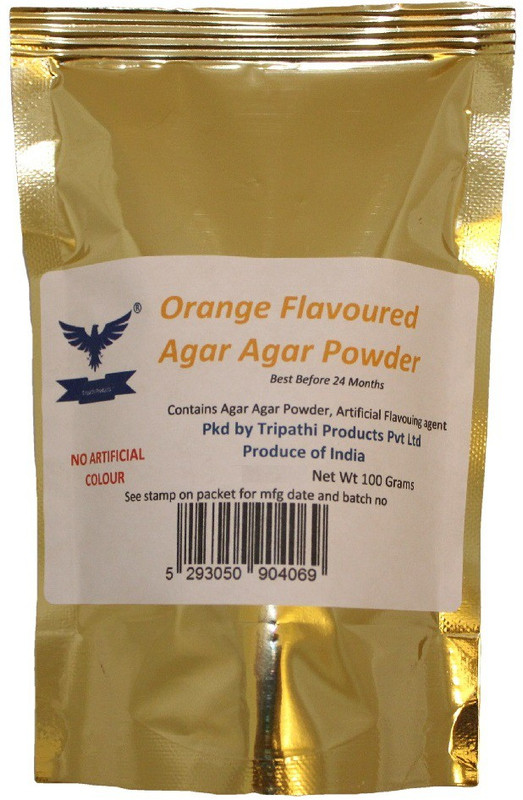 ®
Orange Flavoured
Agar Agar Powder
Best Before 24 Months
Contains Agar Agar Powder, Artificial Flavouing agent
Pkd by Tripathi Products Pvt Ltd
Produce of India
NO ARTIFICIAL
COLOUR
Net Wt 100 Grams
See stamp on packet for mfg date and batch no
5 293050 904069